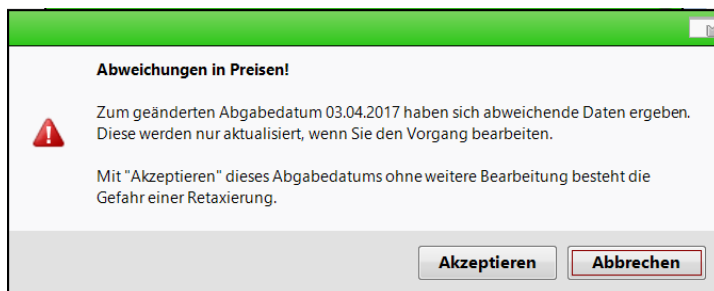 Abweichungen in Preisen!
Zum geänderten Abgabedatum 03.04.2017 haben sich abweichende Daten ergeben.
Diese werden nur aktualisiert, wenn Sie den Vorgang bearbeiten.
Mit "Akzeptieren" dieses Abgabedatums ohne weitere Bearbeitung besteht die
Gefahr einer Retaxierung.
Akzeptieren Abbrechen